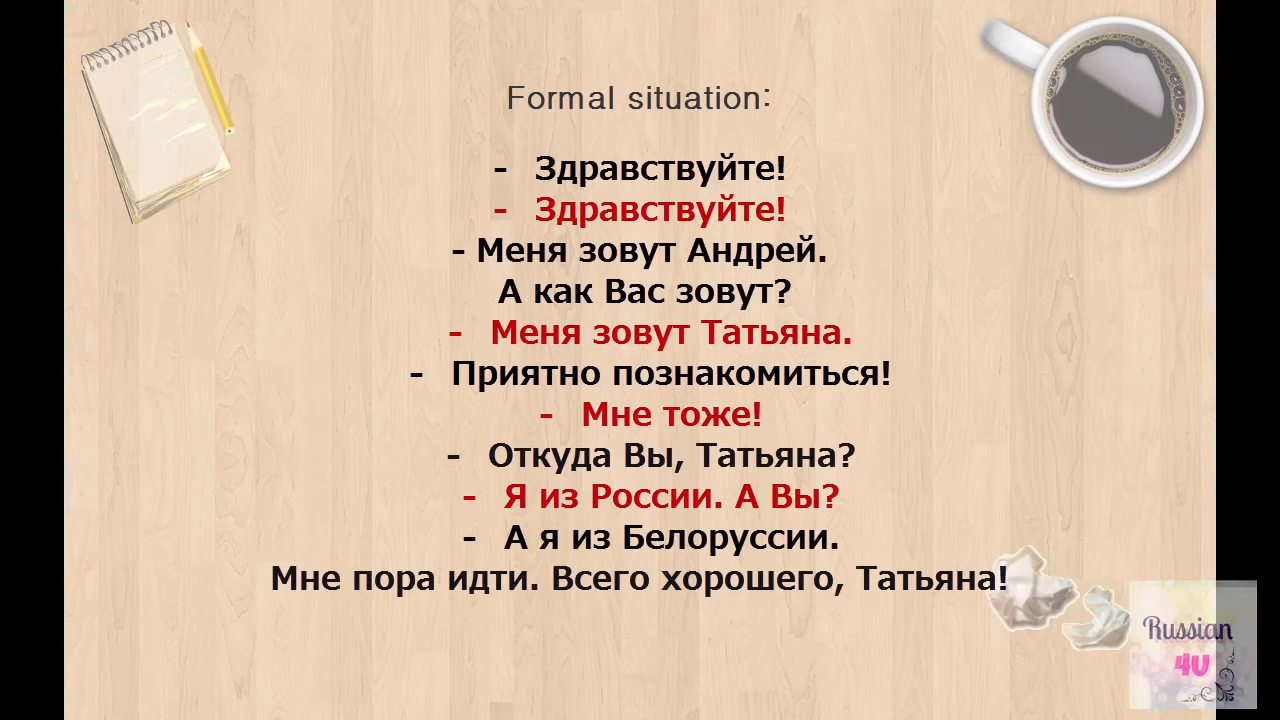 Formal situation:
- Здравствуйте!
- Здравствуйте!
- Меня зовут Андрей.
А как Вас зовут?
- Меня зовут Татьяна.
- Приятно познакомиться!
- Мне тоже!
- Откуда Вы, Татьяна?
- Я из России. А Вы?
- А я из Белоруссии.
Мне пора идти. Всего хорошего, Татьяна!
Russian
4U